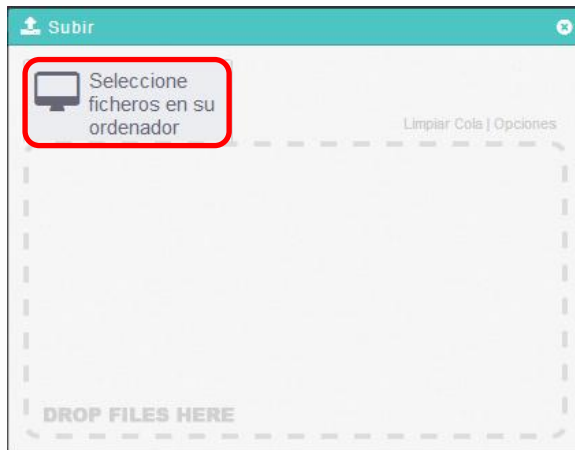 Subir
Seleccione
ficheros en su
ordenador
Limpiar Cola | Opciones
DROP FILES HERE